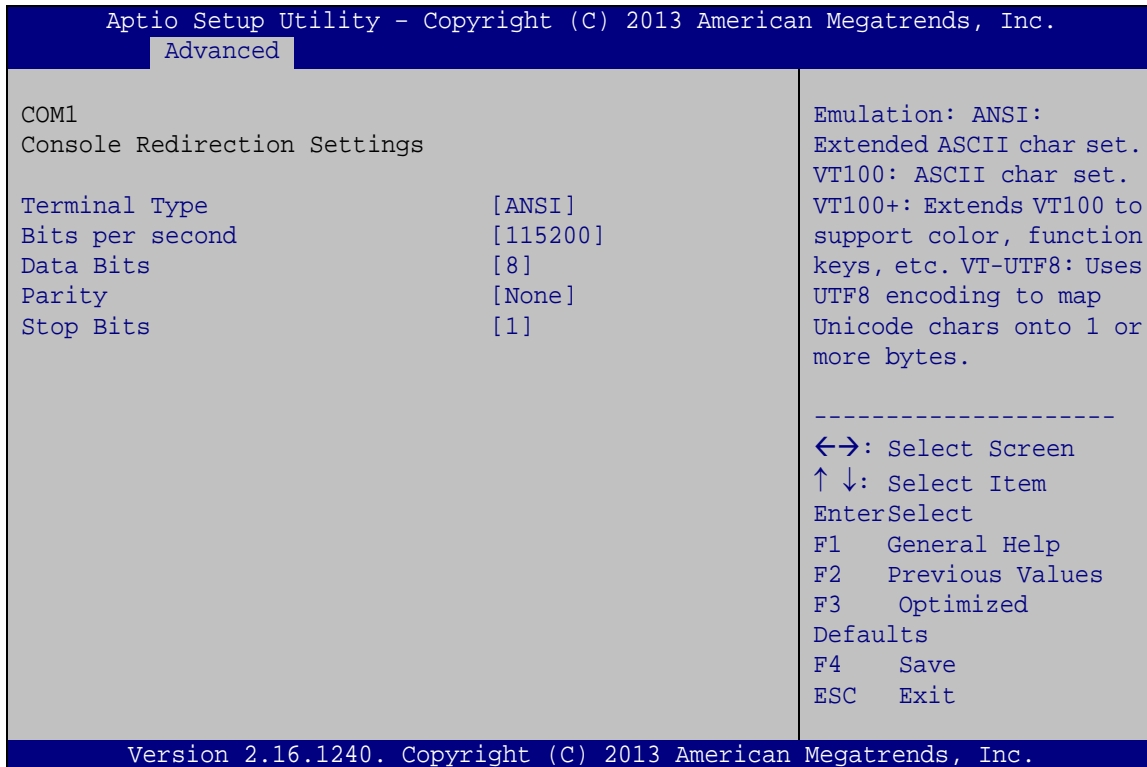 Aptio Setup Utility – Copyright (C) 2013 American Megatrends, Inc.
Advanced
COM1
Console Redirection Settings
Terminal Type [ANSI]
Bits per second [115200]
Data Bits [8]
Parity [None]
Stop Bits [1]
Emulation: ANSI:
Extended ASCII char set.
VT100: ASCII char set.
VT100+: Extends VT100 to
support color, function
keys, etc. VT-UTF8: Uses
UTF8 encoding to map
Unicode chars onto 1 or
more bytes.
---------------------
←→: Select Screen
↑ ↓: Select Item
EnterSelect
F1 General Help
F2 Previous Values
F3 Optimized
Defaults
F4 Save
ESC Exit
Version 2.16.1240. Copyright (C) 2013 American Megatrends, Inc.